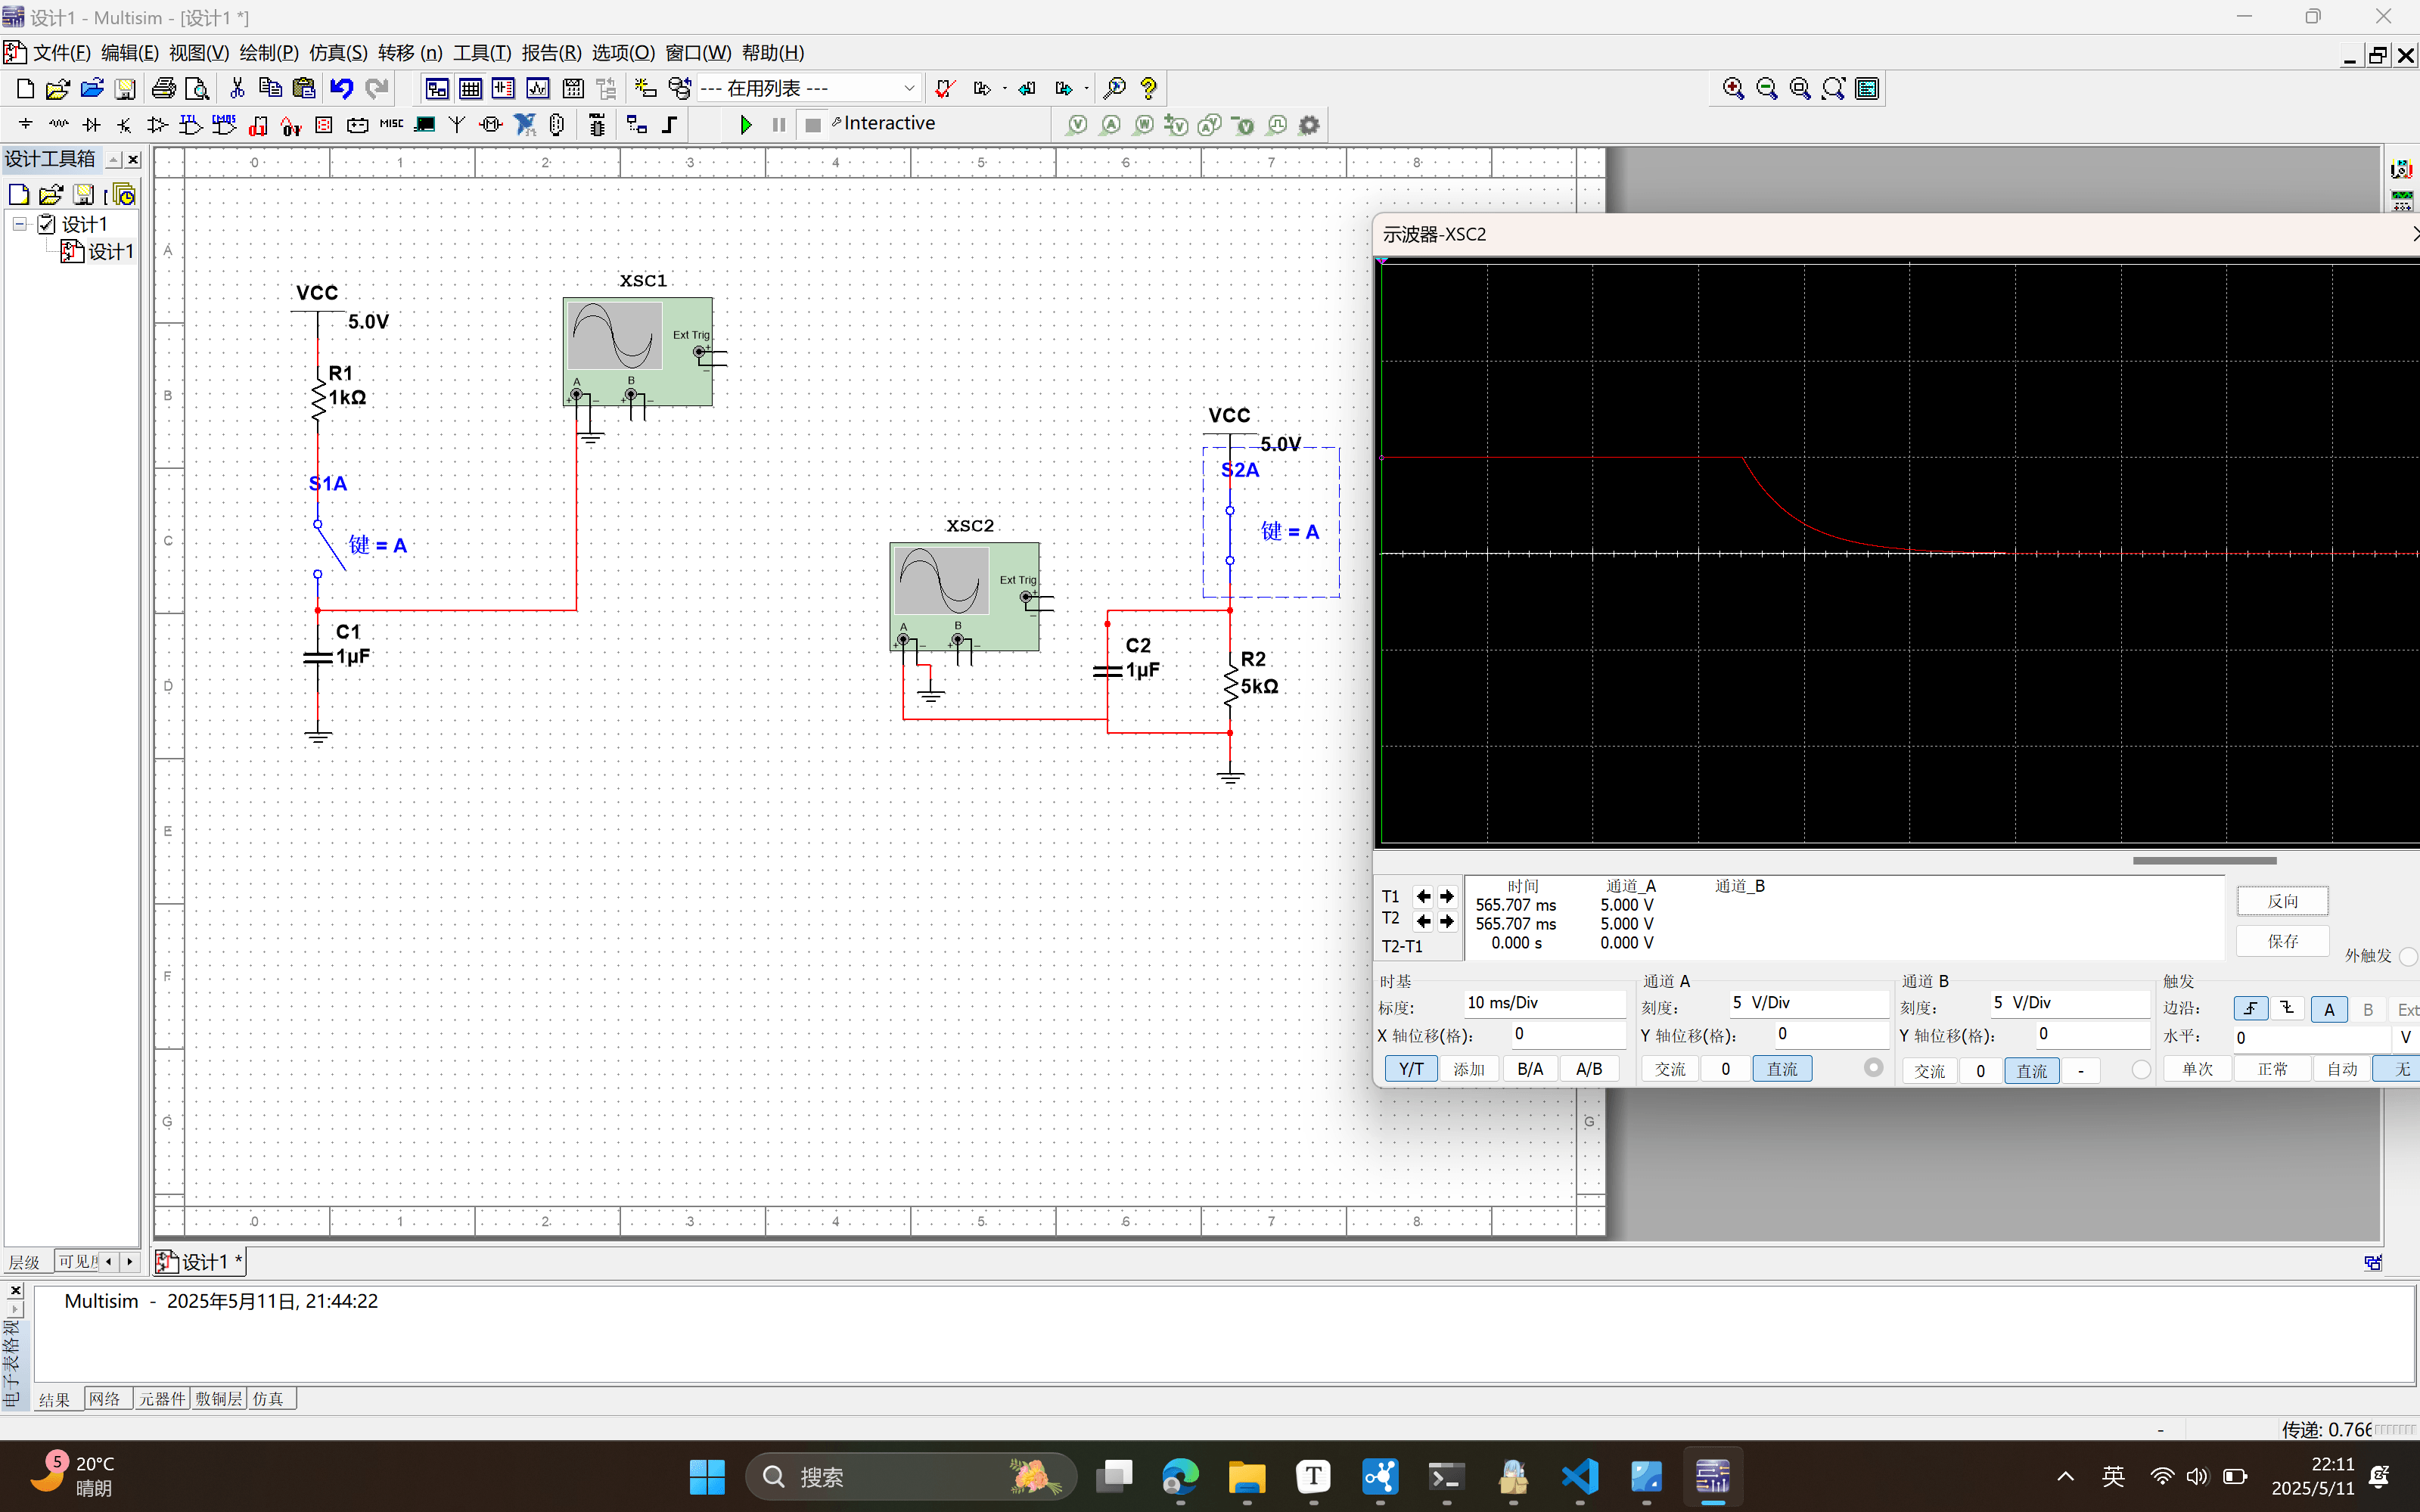 设计1 - Multisim - [设计1 *]
文件(F) 编辑(E) 视图(V) 绘制(P) 仿真(S) 转移 (n) 工具(T) 报告(R) 选项(O) 窗口(W) 帮助(H)
--- 在用列表 ---
MISC
Interactive
设计工具箱
设计1
设计1
0 1 2 3 4 5 6 7 8
A
B
C
D
E
F
G
VCC
5.0V
R1
1kΩ
S1A
键 = A
C1
1µF
XSC1
Ext Trig
A B
XSC2
Ext Trig
A B
VCC
5.0V
S2A
键 = A
C2
1µF
R2
5kΩ
G
0 1 2 3 4 5 6 7 8
示波器-XSC2
时间 通道_A 通道_B
T1 565.707 ms 5.000 V
T2 565.707 ms 5.000 V
T2-T1 0.000 s 0.000 V
反向
保存
外触发
时基
标度: 10 ms/Div
X 轴位移(格): 0
Y/T 添加 B/A A/B
通道 A
刻度: 5 V/Div
Y 轴位移(格): 0
交流 0 直流
通道 B
刻度: 5 V/Div
Y 轴位移(格): 0
交流 0 直流 -
触发
边沿: A B Ext
水平: 0 V
单次 正常 自动 无
层级 可见
设计1 *
Multisim - 2025年5月11日, 21:44:22
电子表格视
结果 网络 元器件 敷铜层 仿真
-
传递: 0.766
5
20°C
晴朗
搜索
英
22:11
2025/5/11